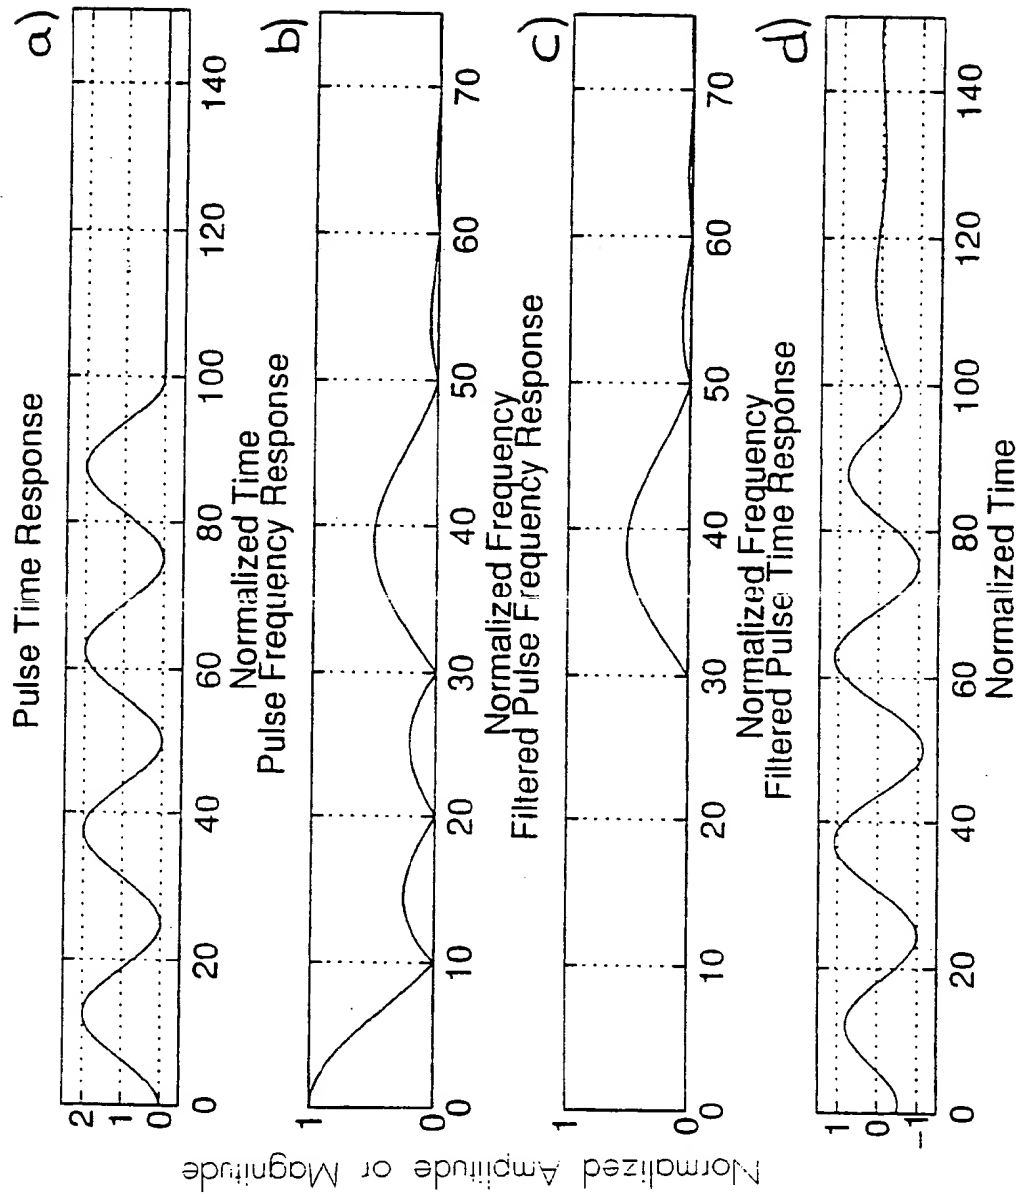 a)
Pulse Time Response
2
1
0
0 20 40 60 80 100 120 140
Normalized Time
b)
Pulse Frequency Response
1
0
0 10 20 30 40 50 60 70
Normalized Frequency
c)
Filtered Pulse Frequency Response
1
0
0 10 20 30 40 50 60 70
Normalized Frequency
d)
Filtered Pulse Time Response
1
0
-1
0 20 40 60 80 100 120 140
Normalized Time
Normalized Amplitude or Magnitude